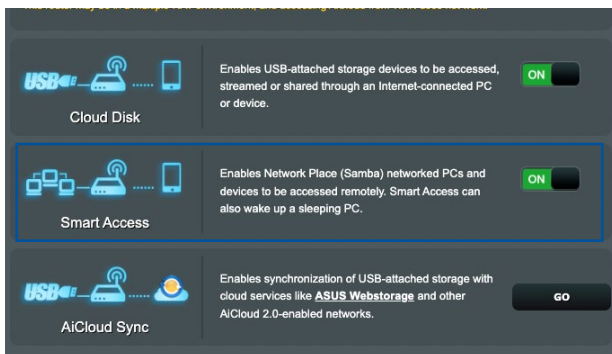 USB
Cloud Disk
Enables USB-attached storage devices to be accessed,
streamed or shared through an Internet-connected PC
or device.
ON
Smart Access
Enables Network Place (Samba) networked PCs and
devices to be accessed remotely. Smart Access can
also wake up a sleeping PC.
ON
USB
AiCloud Sync
Enables synchronization of USB-attached storage with
cloud services like ASUS Webstorage and other
AiCloud 2.0-enabled networks.
GO